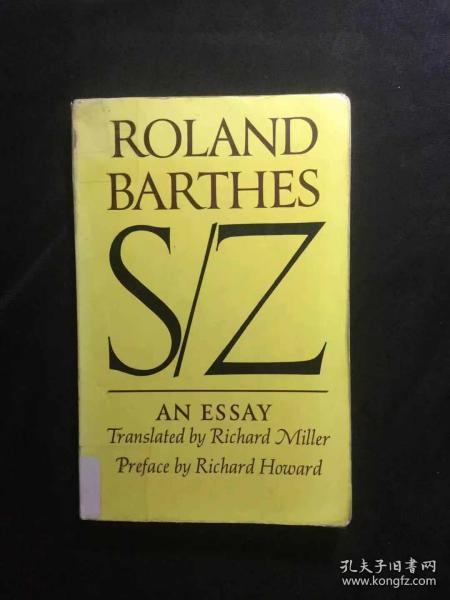 ROLAND
BARTHES
S/Z
AN ESSAY
Translated by Richard Miller
Preface by Richard Howard
孔夫子旧书网
www.kongfz.com